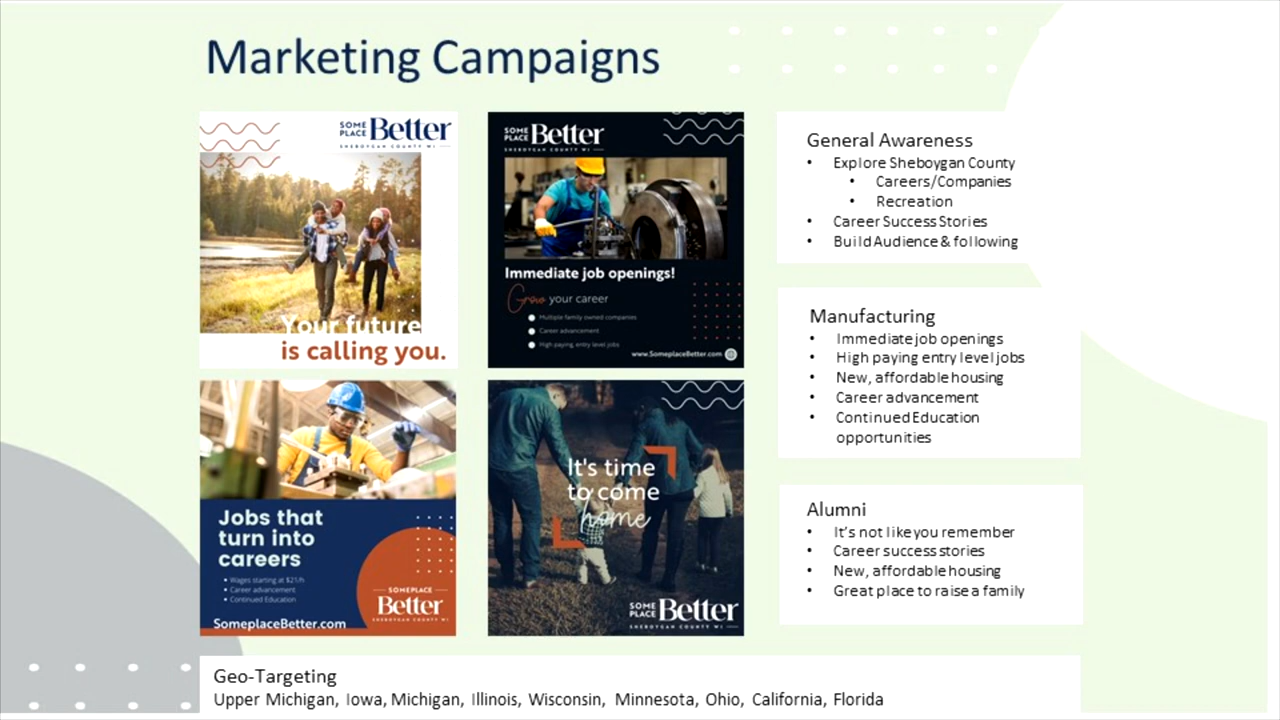 Marketing Campaigns
SOME
PLACE Better
SHEBOYGAN COUNTY WI
Your future
is calling you.
SOME
PLACE Better
SHEBOYGAN COUNTY WI
Immediate job openings!
Grow your career
Multiple family owned companies
Career advancement
High paying entry level jobs
www.SomeplaceBetter.com
Jobs that
turn into
careers
• Wages starting at $21/h
• Career advancement
• Continued Education
SomeplaceBetter.com
SOMEPLACE
Better
SHEBOYGAN COUNTY WI
It's time
to come
home
SOME
PLACE Better
SHEBOYGAN COUNTY WI
General Awareness
• Explore Sheboygan County
• Careers/Companies
• Recreation
• Career Success Stories
• Build Audience & following
Manufacturing
• Immediate job openings
• High paying entry level jobs
• New, affordable housing
• Career advancement
• Continued Education
opportunities
Alumni
• It's not like you remember
• Career success stories
• New, affordable housing
• Great place to raise a family
Geo-Targeting
Upper Michigan, Iowa, Michigan, Illinois, Wisconsin, Minnesota, Ohio, California, Florida